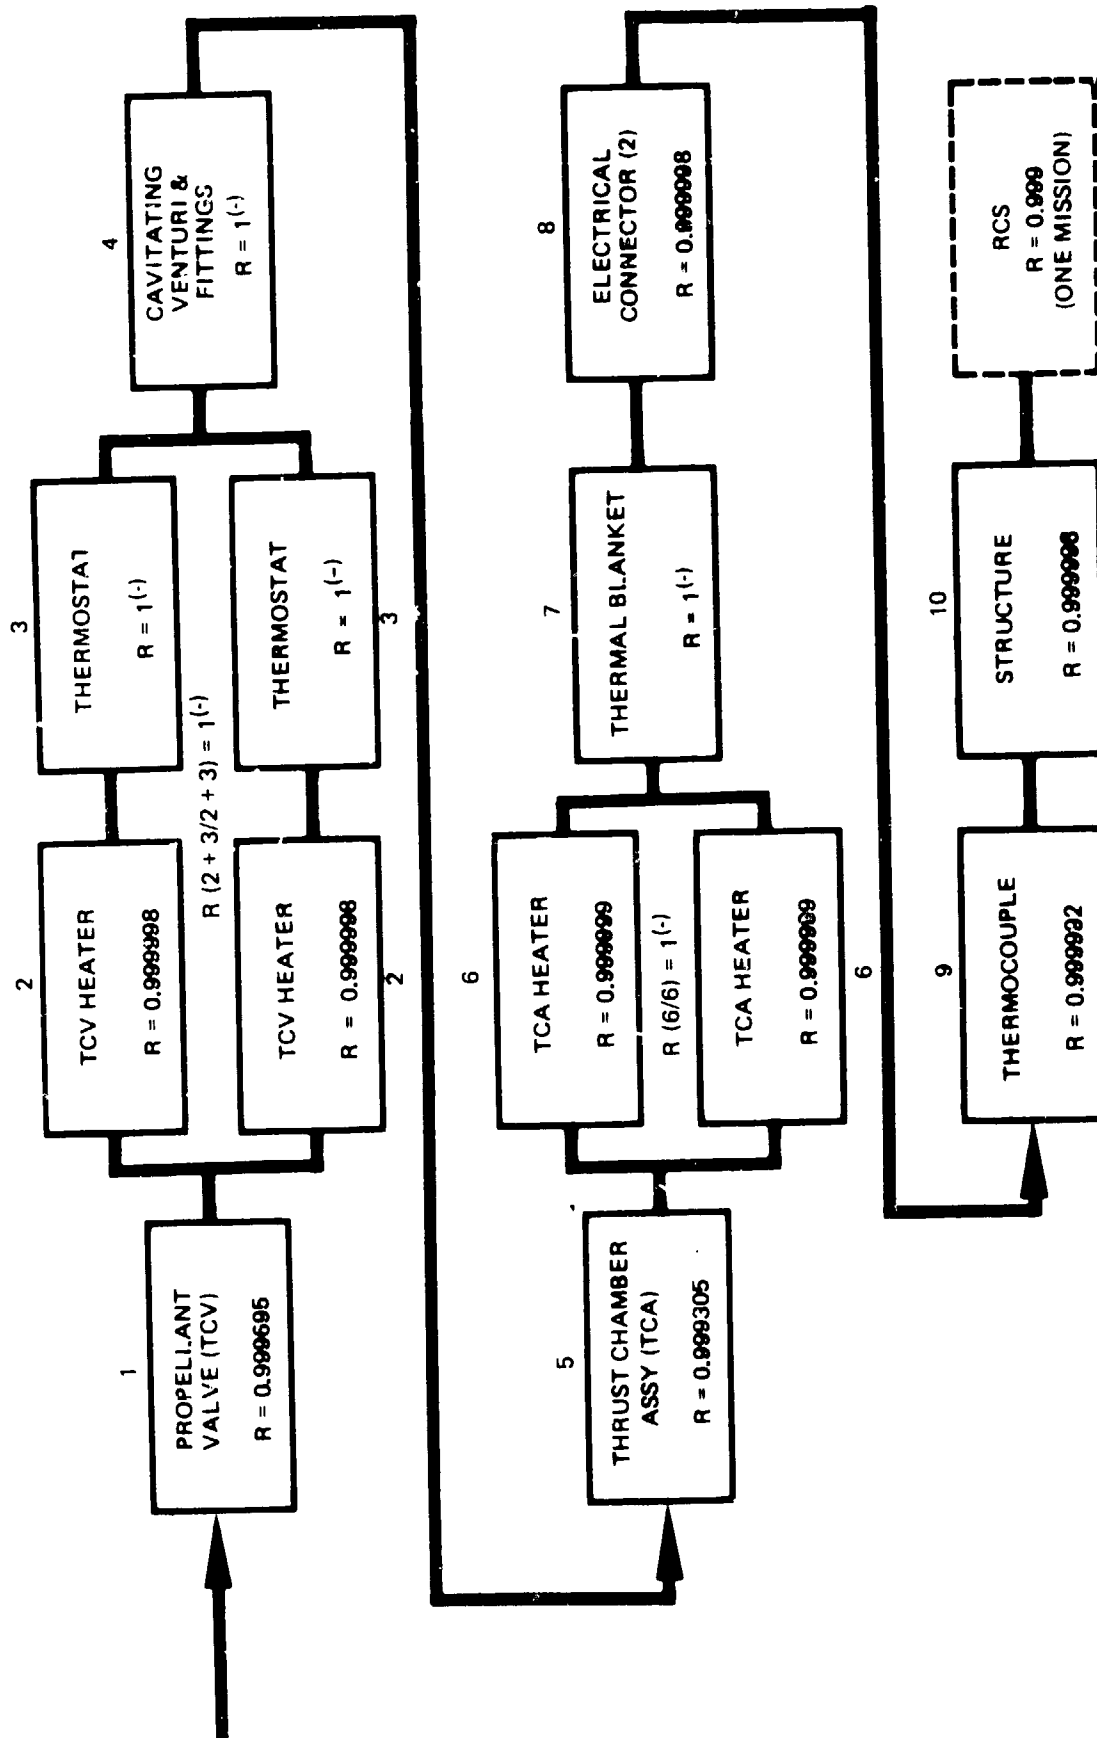 1
PROPELLANT
VALVE (TCV)
R = 0.999695
2
TCV HEATER
R = 0.999998
3
THERMOSTAT
R = 1(-)
R (2 + 3/2 + 3) = 1(-)
TCV HEATER
R = 0.999998
2
THERMOSTAT
R = 1(-)
3
4
CAVITATING
VENTURI &
FITTINGS
R = 1(-)
5
THRUST CHAMBER
ASSY (TCA)
R = 0.999305
6
TCA HEATER
R = 0.999999
R (6/6) = 1(-)
TCA HEATER
R = 0.999999
6
7
THERMAL BLANKET
R = 1(-)
8
ELECTRICAL
CONNECTOR (2)
R = 0.999998
9
THERMOCOUPLE
R = 0.999992
10
STRUCTURE
R = 0.999996
RCS
R = 0.999
(ONE MISSION)